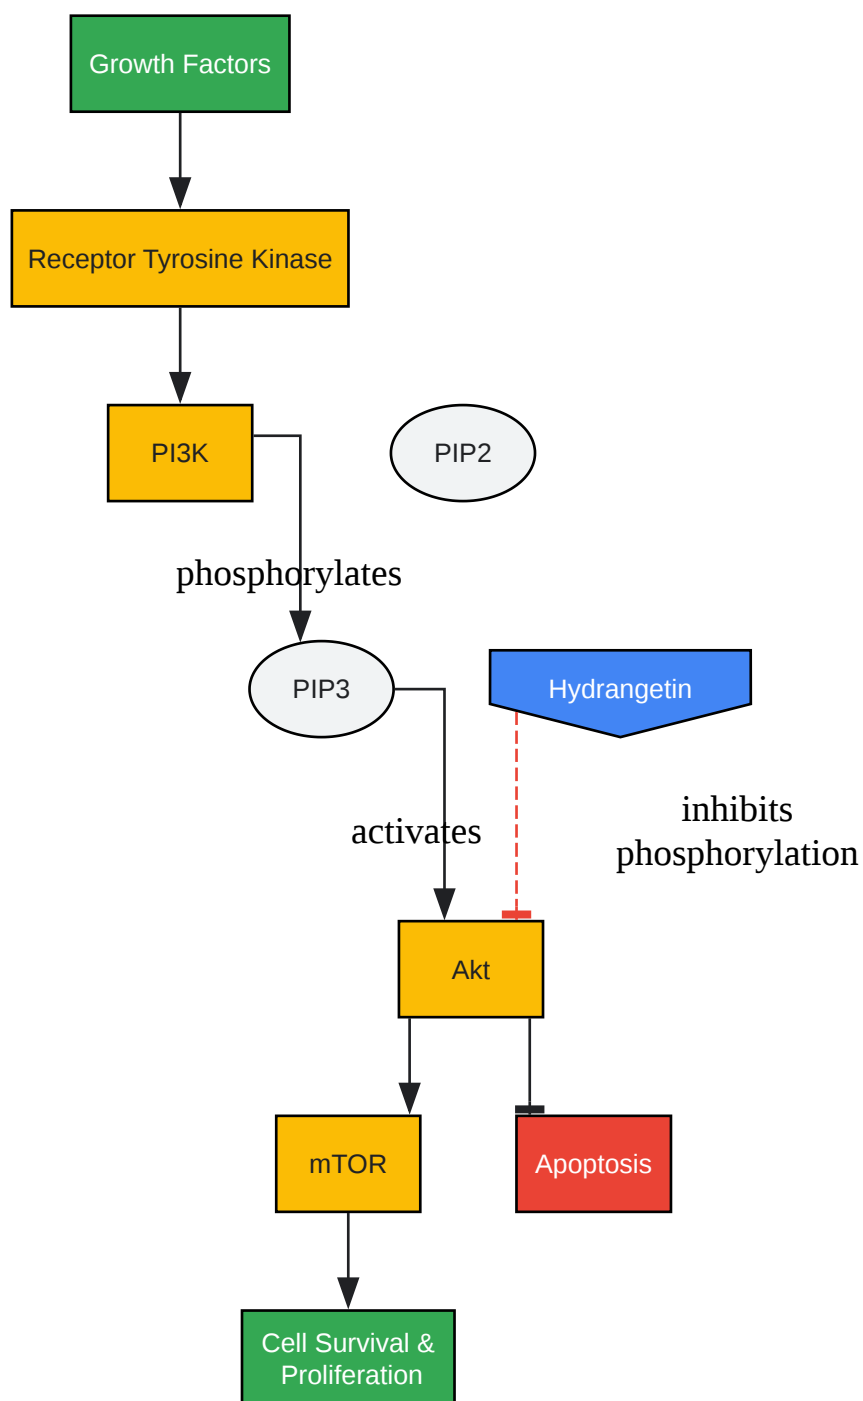 Growth Factors
Receptor Tyrosine Kinase
PI3K
PIP2
phosphorylates
PIP3
Hydrangetin
activates
inhibits
phosphorylation
Akt
mTOR
Apoptosis
Cell Survival &
Proliferation